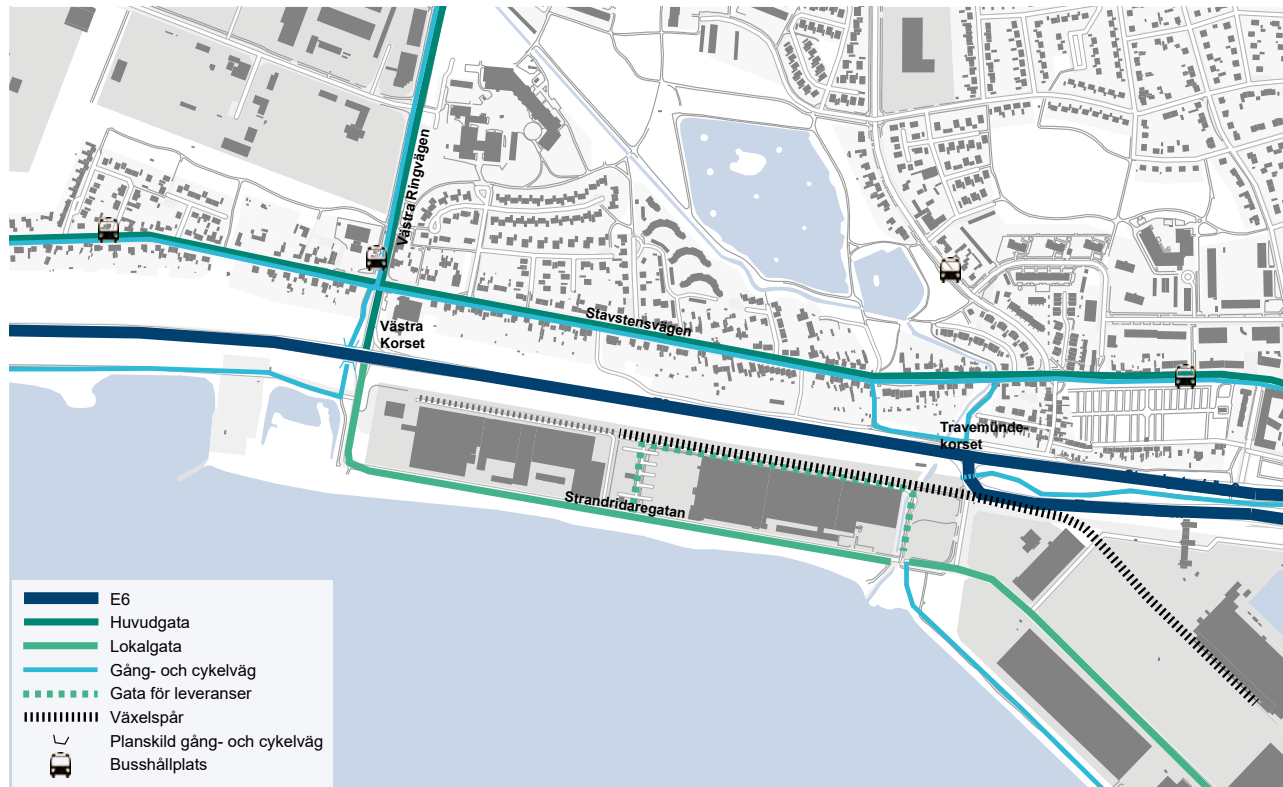 Västra Ringvägen
Stavstensvägen
Västra
Korset
Travemünde-
korset
Strandridaregatan
E6
Huvudgata
Lokalgata
Gång- och cykelväg
Gata för leveranser
Växelspår
Planskild gång- och cykelväg
Busshållplats